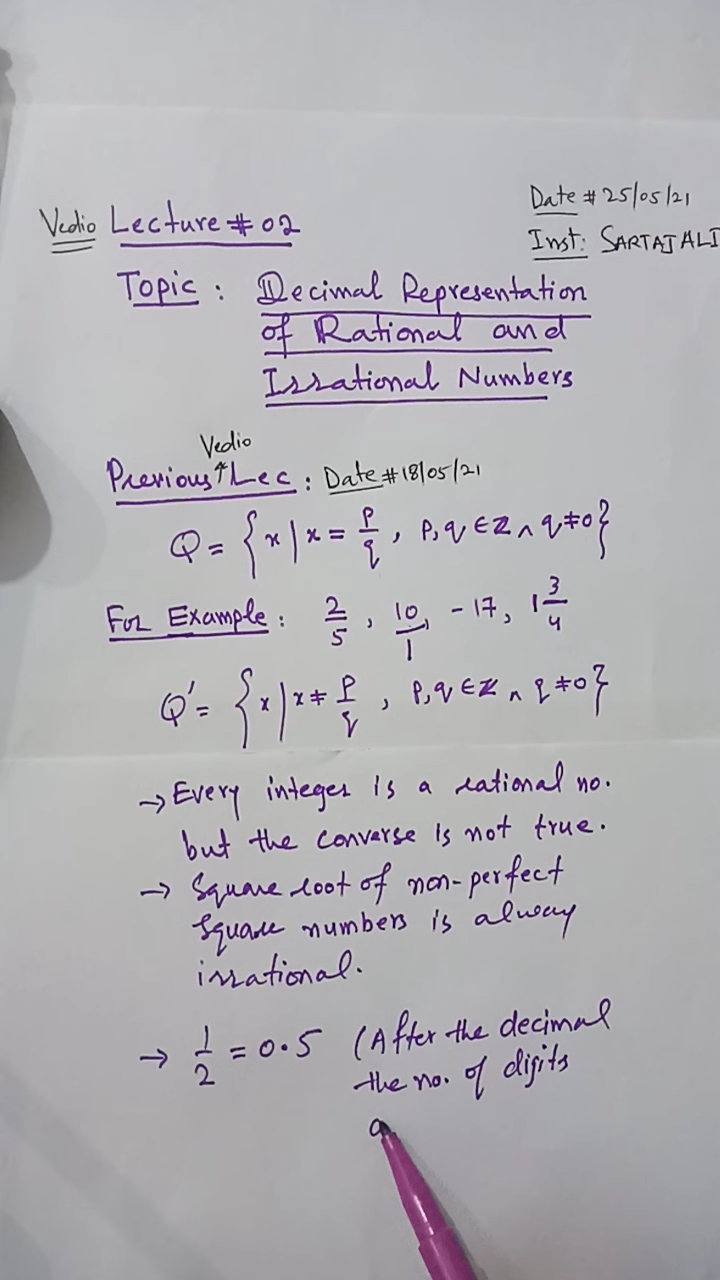 Vedio Lecture # 02
Date # 25/05/21
Inst: SARTAJ ALI
Topic : Decimal Representation
of Rational and
Irrational Numbers
Vedio
Previous ↑ Lec : Date # 18/05/21
Q = {x | x = p/q , p,q ∈ Z ∧ q ≠ 0}
For Example : 2/5 , 10/1 , -17, 1 3/4
Q' = {x | x ≠ p/q , p,q ∈ Z ∧ q ≠ 0}
→ Every integer is a rational no.
but the converse is not true.
→ Square root of non-perfect
square numbers is alway
irrational.
→ 1/2 = 0.5 (After the decimal
the no. of digits
a